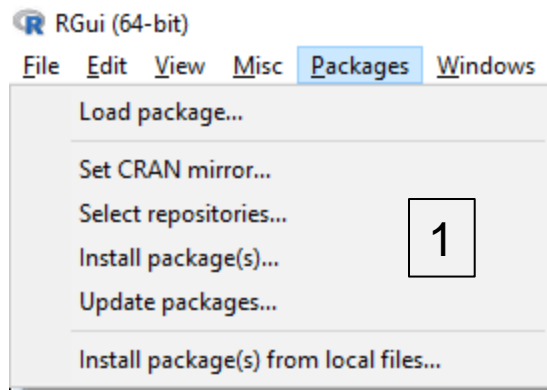 RGui (64-bit)
File Edit View Misc Packages Windows
Load package...
Set CRAN mirror...
Select repositories...
Install package(s)...
Update packages...
Install package(s) from local files...
1